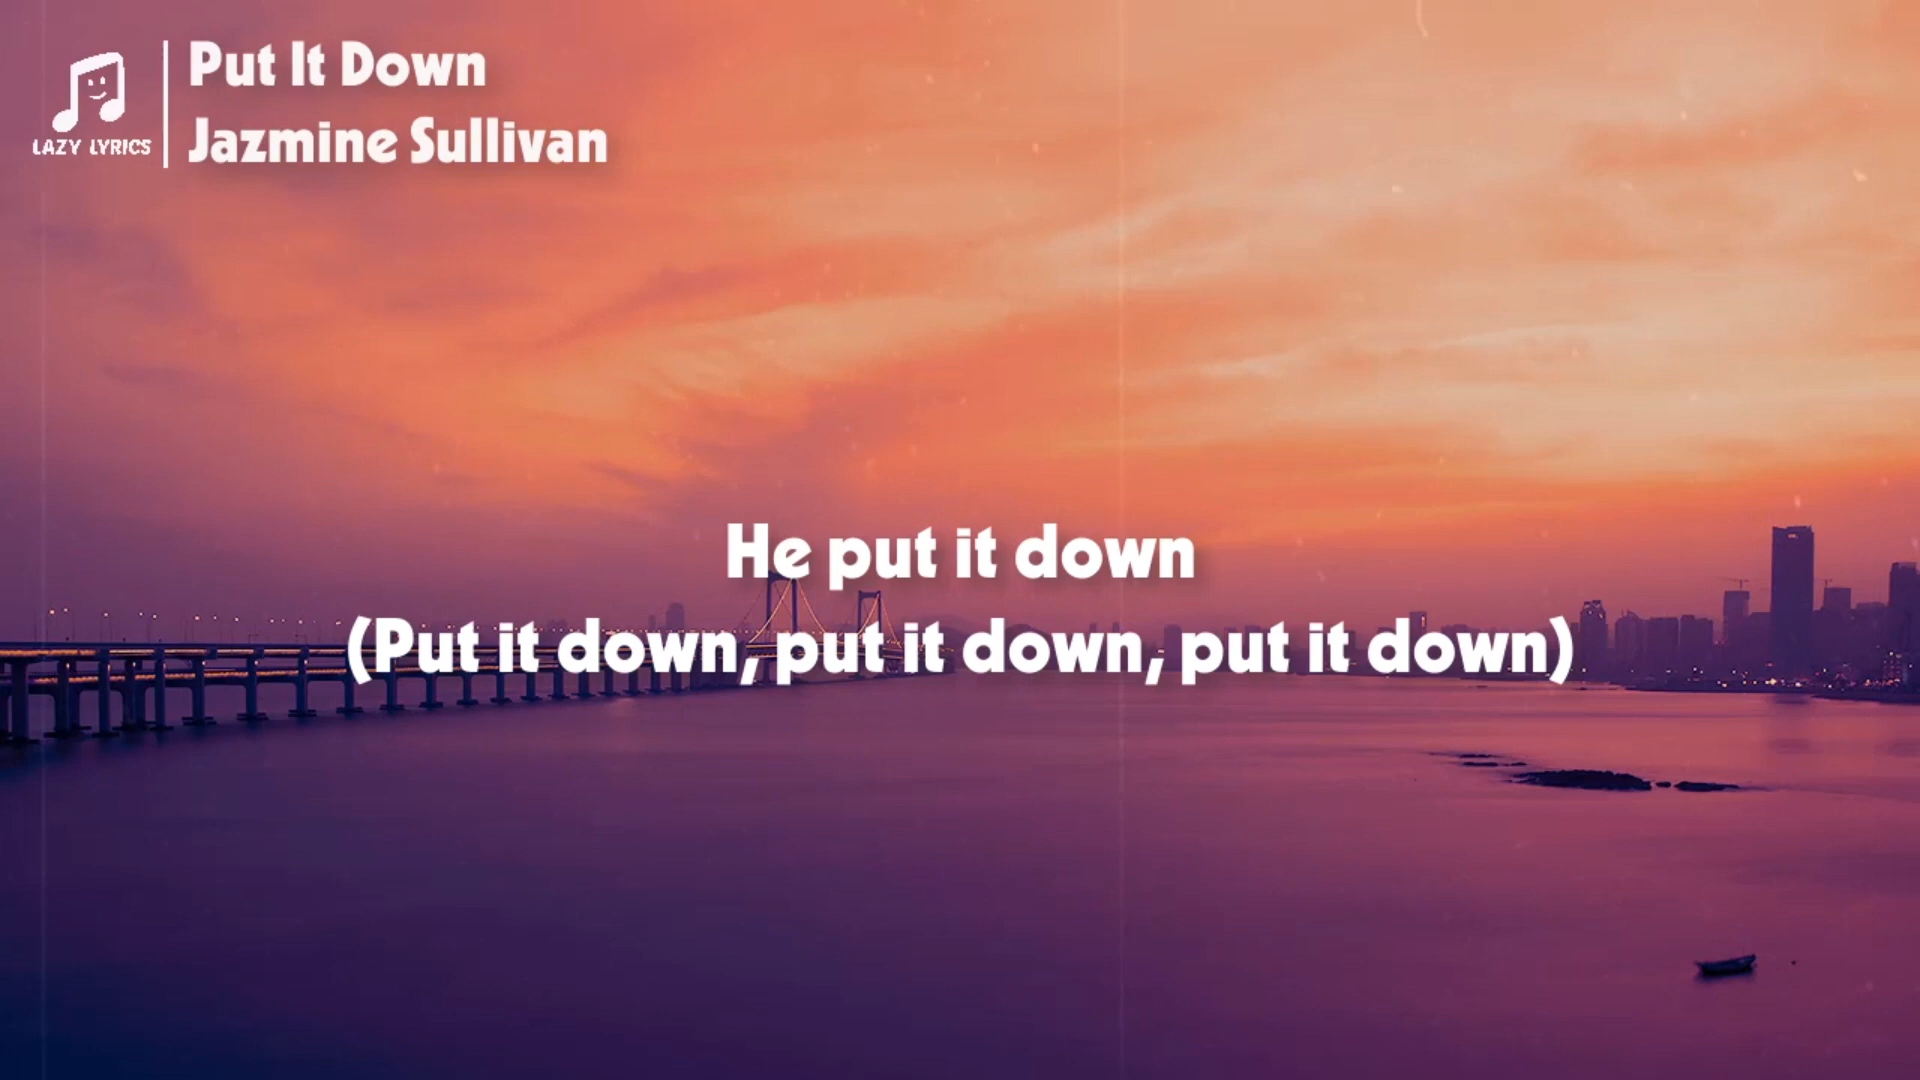 Put It Down
Jazmine Sullivan
LAZY LYRICS
He put it down
(Put it down, put it down, put it down)